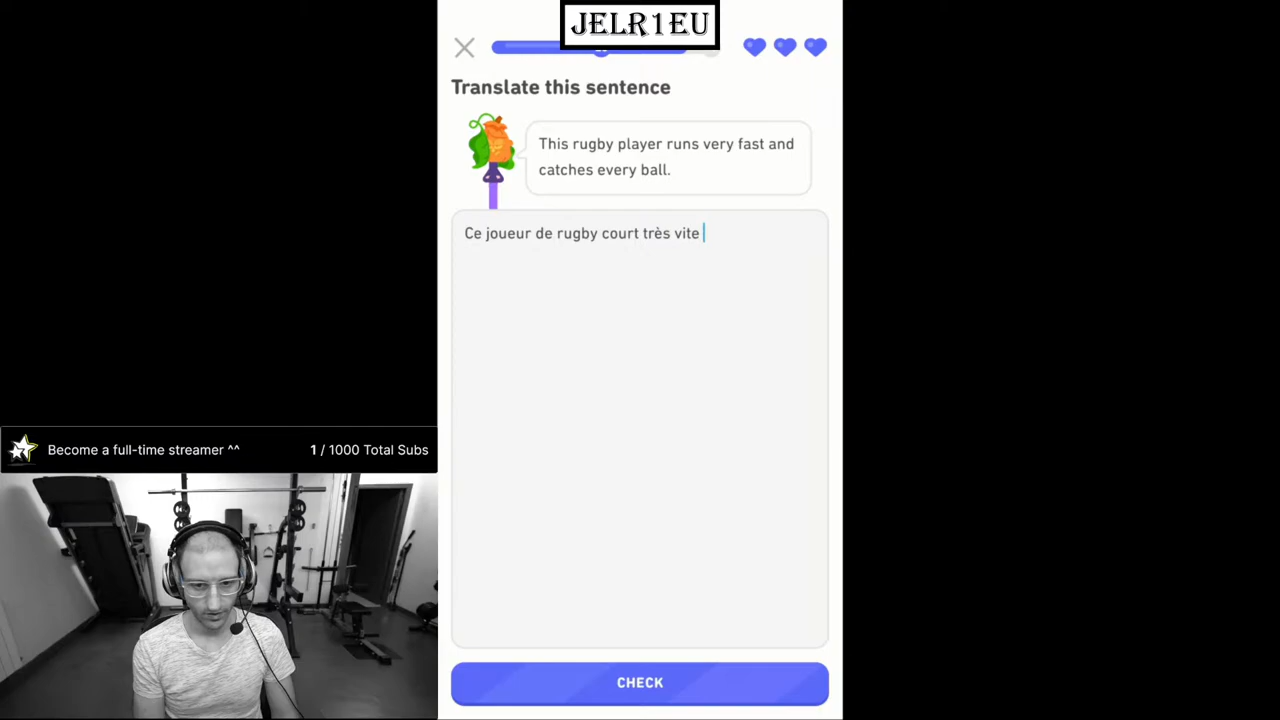 JELR1EU
Translate this sentence
This rugby player runs very fast and
catches every ball.
Ce joueur de rugby court très vite
Become a full-time streamer ^^ 1 / 1000 Total Subs
CHECK